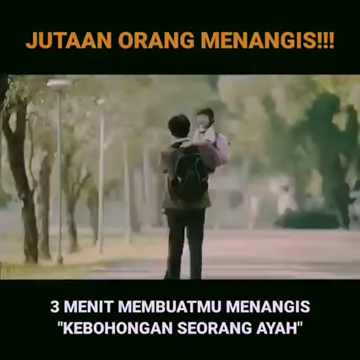 JUTAAN ORANG MENANGIS!!!
3 MENIT MEMBUATMU MENANGIS
"KEBOHONGAN SEORANG AYAH"